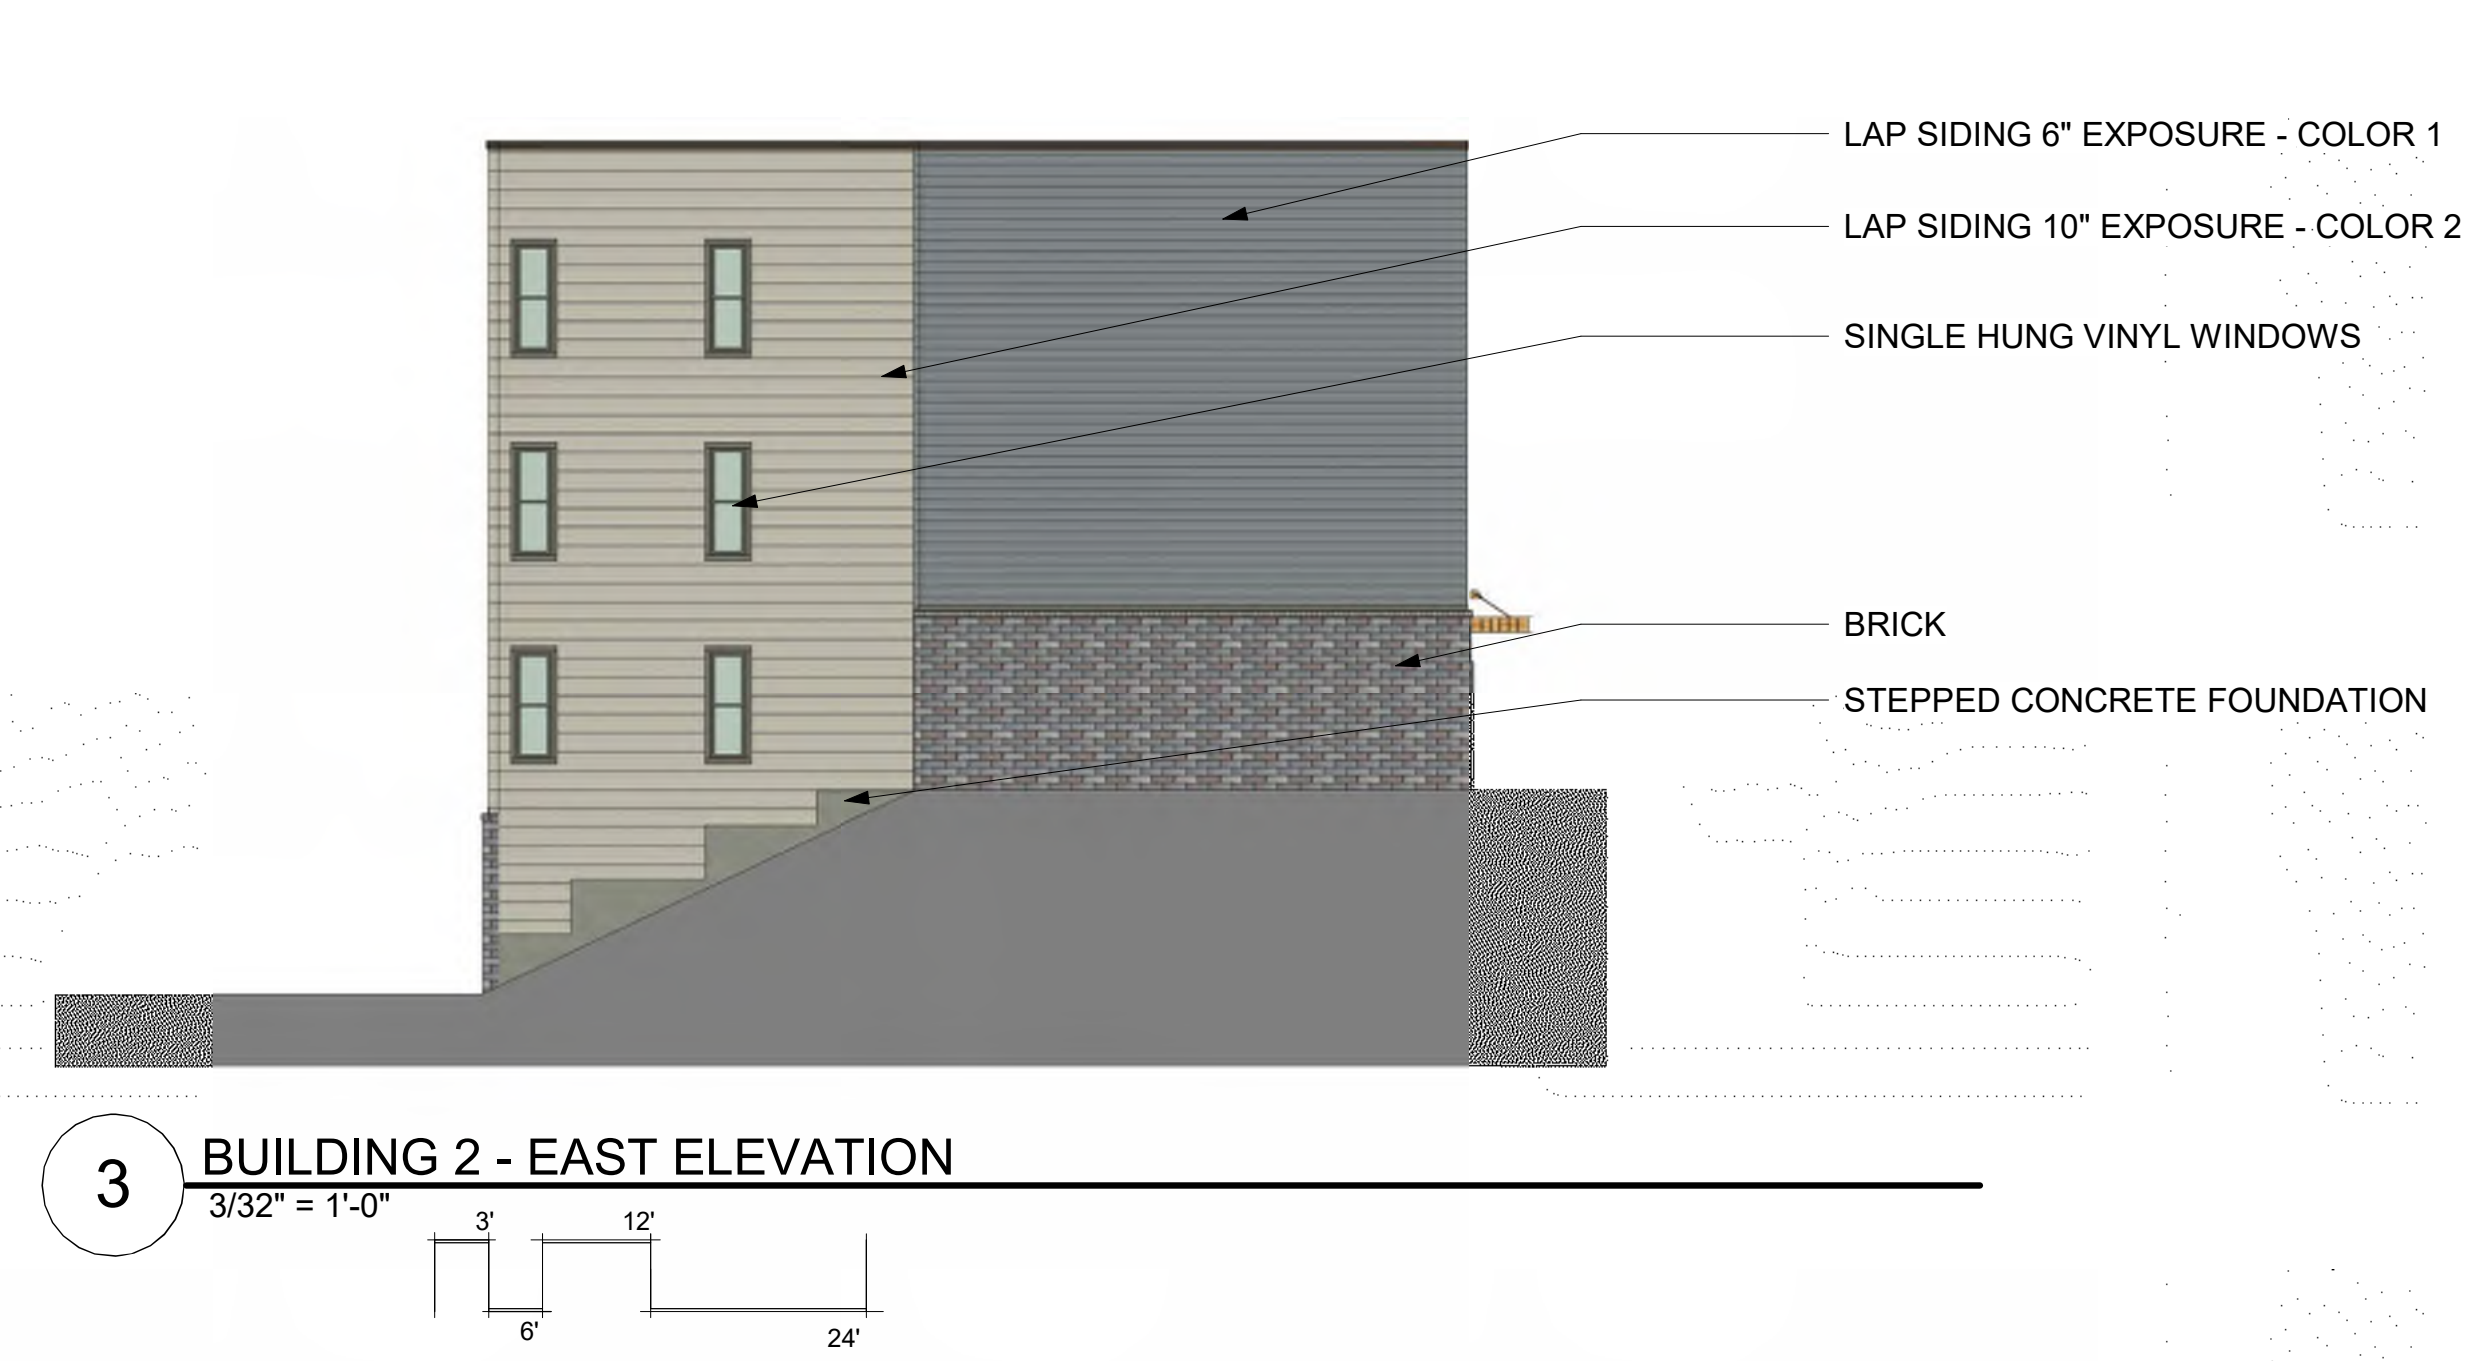 LAP SIDING 6" EXPOSURE - COLOR 1
LAP SIDING 10" EXPOSURE - COLOR 2
SINGLE HUNG VINYL WINDOWS
BRICK
STEPPED CONCRETE FOUNDATION
3
BUILDING 2 - EAST ELEVATION
3/32" = 1'-0"
3'
12'
6'
24'